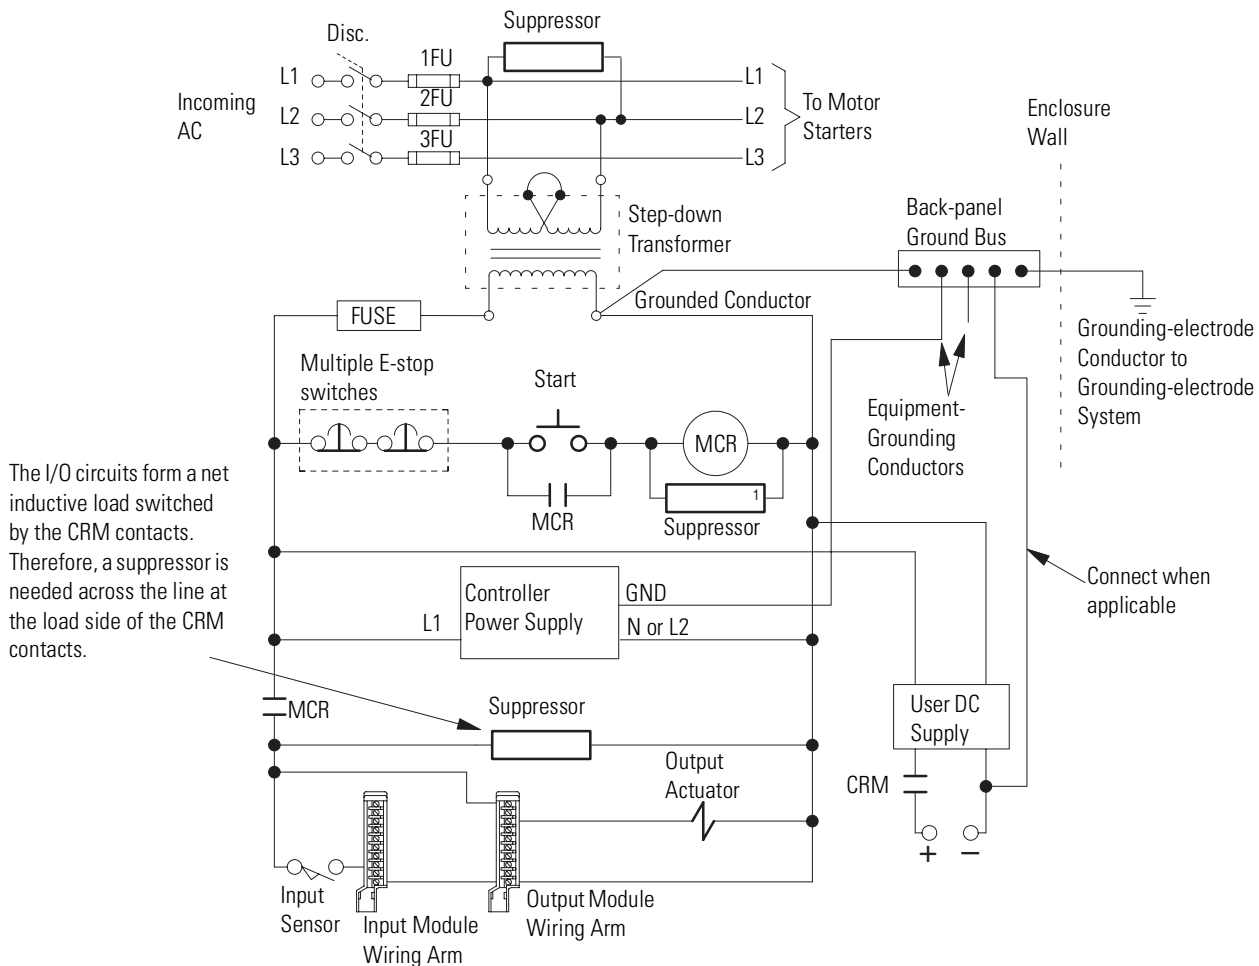 Suppressor
Disc.
1FU
L1
L1
Incoming
AC
2FU
L2
L2
To Motor
Starters
3FU
L3
L3
Enclosure
Wall
Step-down
Transformer
Back-panel
Ground Bus
Grounded Conductor
FUSE
Grounding-electrode
Conductor to
Grounding-electrode
System
Multiple E-stop
switches
Start
MCR
Equipment-
Grounding
Conductors
MCR
1
Suppressor
The I/O circuits form a net
inductive load switched
by the CRM contacts.
Therefore, a suppressor is
needed across the line at
the load side of the CRM
contacts.
Controller
Power Supply
GND
L1
N or L2
Connect when
applicable
MCR
Suppressor
User DC
Supply
Output
Actuator
CRM
+
−
Input
Sensor
Input Module
Wiring Arm
Output Module
Wiring Arm